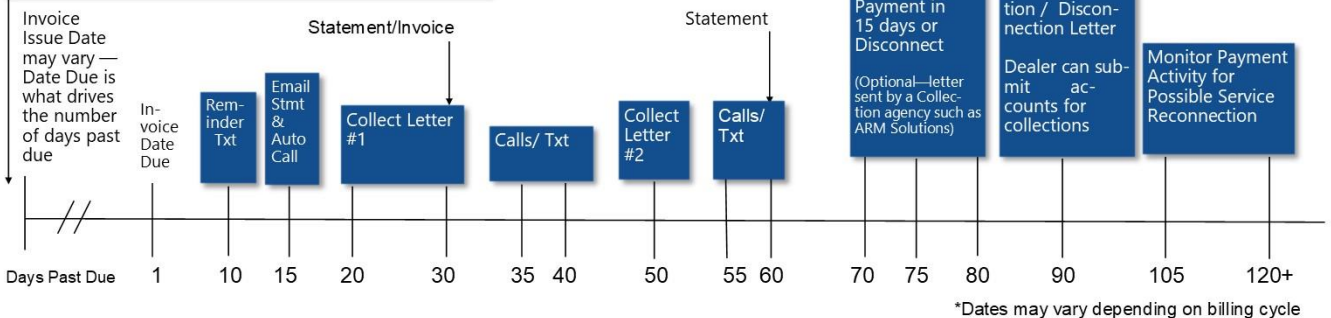 Invoice
Issue Date
may vary —
Date Due is
what drives
the number
of days past
due
In-
voice
Date
Due
Rem-
inder
Txt
Email
Stmt
&
Auto
Call
Statement/Invoice
Collect Letter
#1
Calls/ Txt
Collect
Letter
#2
Statement
Calls/
Txt
Payment in
15 days or
Disconnect
(Optional—letter
sent by a Collec-
tion agency such as
ARM Solutions)
tion / Discon-
nection Letter
Dealer can sub-
mit ac-
counts for
collections
Monitor Payment
Activity for
Possible Service
Reconnection
Days Past Due 1 10 15 20 30 35 40 50 55 60 70 75 80 90 105 120+
*Dates may vary depending on billing cycle